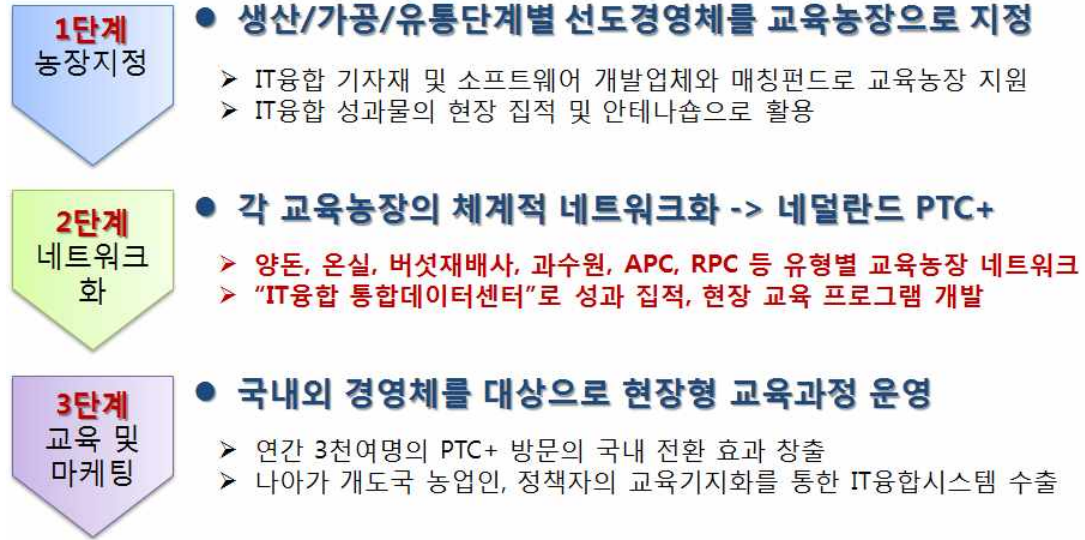 1단계
농장지정
● 생산/가공/유통단계별 선도경영체를 교육농장으로 지정
➢ IT융합 기자재 및 소프트웨어 개발업체와 매칭펀드로 교육농장 지원
➢ IT융합 성과물의 현장 집적 및 안테나숍으로 활용
2단계
네트워크
화
● 각 교육농장의 체계적 네트워크화 -> 네덜란드 PTC+
➢ 양돈, 온실, 버섯재배사, 과수원, APC, RPC 등 유형별 교육농장 네트워크
➢ “IT융합 통합데이터센터”로 성과 집적, 현장 교육 프로그램 개발
3단계
교육 및
마케팅
● 국내외 경영체를 대상으로 현장형 교육과정 운영
➢ 연간 3천여명의 PTC+ 방문의 국내 전환 효과 창출
➢ 나아가 개도국 농업인, 정책자의 교육기지화를 통한 IT융합시스템 수출